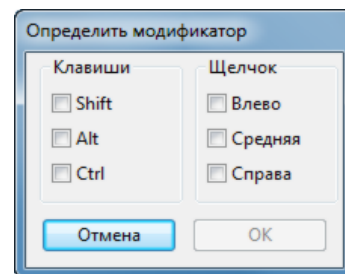 Определить модификатор
Клавиши Щелчок
Shift Влево
Alt Средняя
Ctrl Справа
Отмена OK